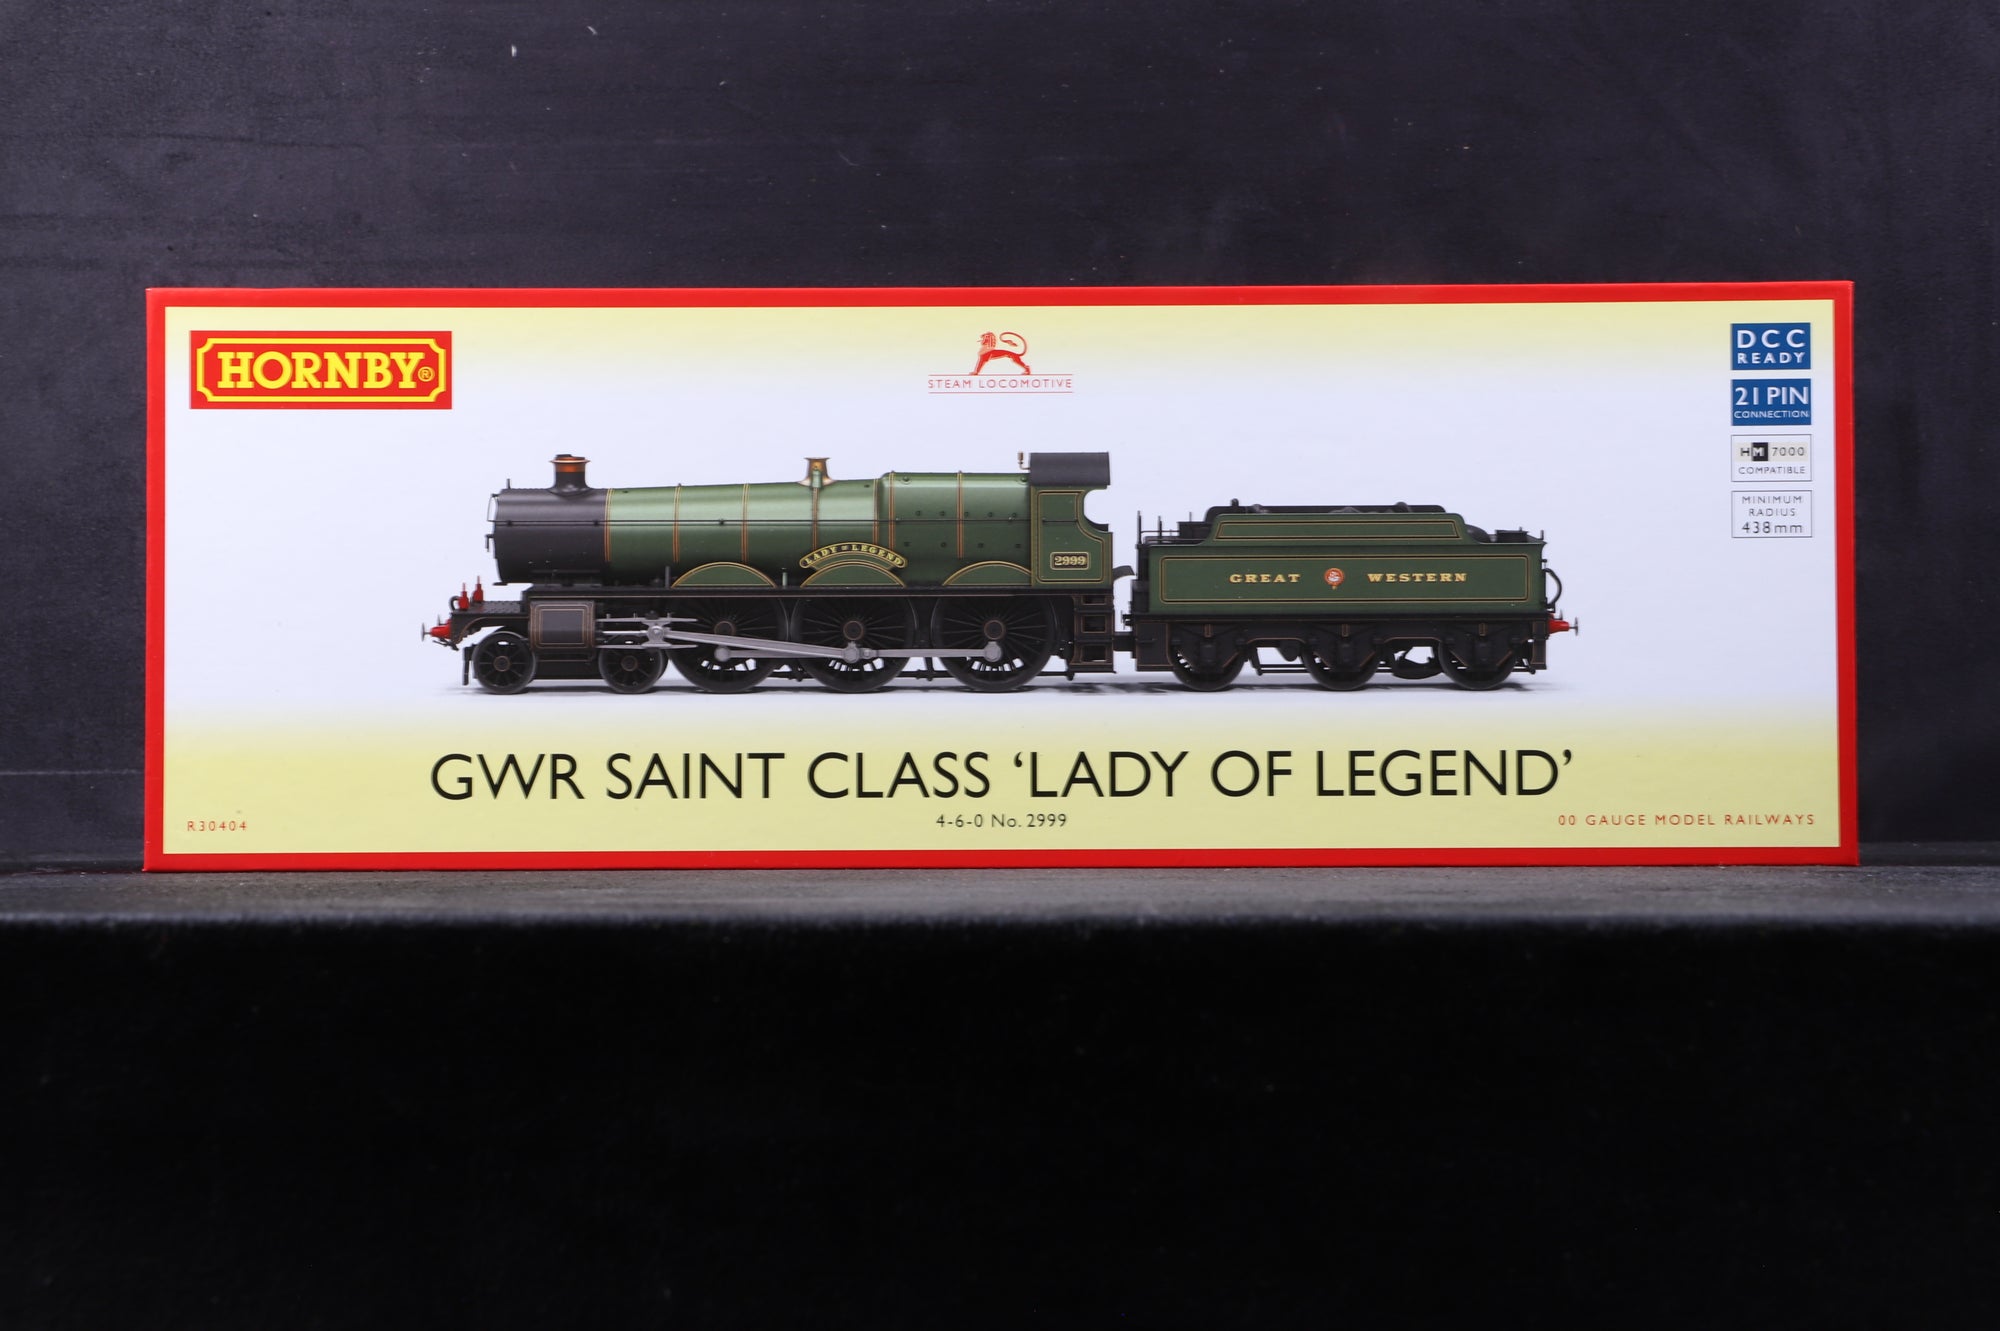 HORNBY®
STEAM LOCOMOTIVE
DCC
READY
21 PIN
CONNECTION
HM 7000
COMPATIBLE
MINIMUM
RADIUS
438mm
LADY OF LEGEND
2999
GREAT WESTERN
GWR SAINT CLASS ‘LADY OF LEGEND’
4-6-0 No. 2999
R30404
00 GAUGE MODEL RAILWAYS